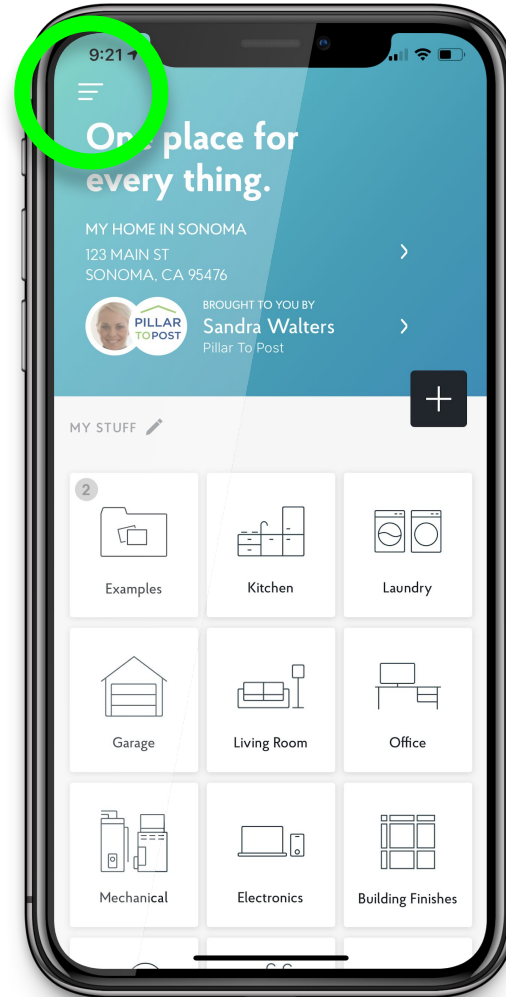 9:21
One place for
every thing.
MY HOME IN SONOMA
123 MAIN ST
SONOMA, CA 95476
BROUGHT TO YOU BY
PILLAR
TOPOST
Sandra Walters
Pillar To Post
MY STUFF
2
Examples
Kitchen
Laundry
Garage
Living Room
Office
Mechanical
Electronics
Building Finishes